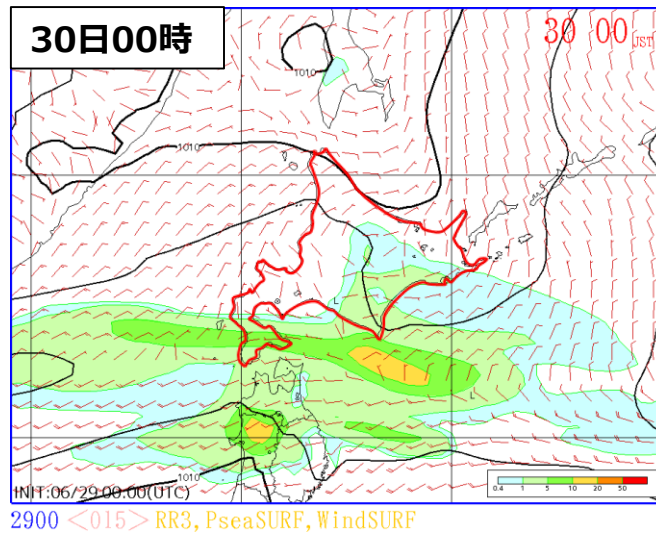 30日00時
30 00 JST
1010
1010
L
L
1010
INIT:06/29 00:00(UTC)
0.4 1 5 10 20 50
2900 <015> RR3,PseaSURF,WindSURF